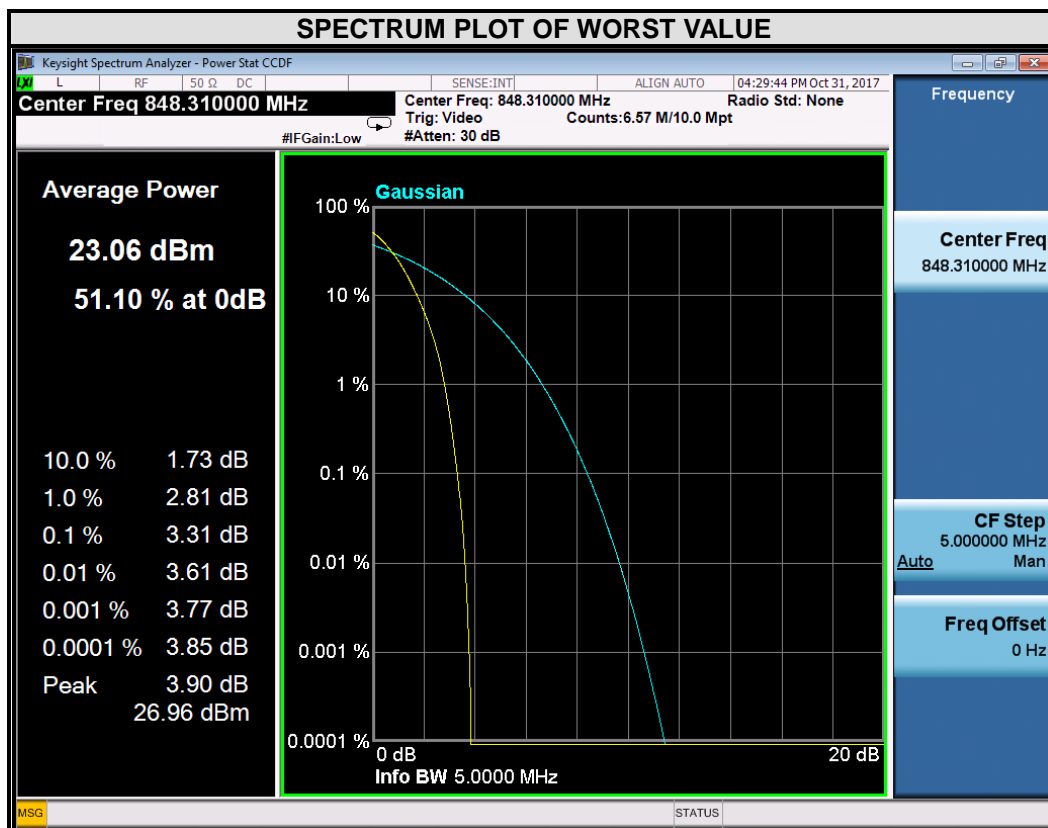 SPECTRUM PLOT OF WORST VALUE
Keysight Spectrum Analyzer - Power Stat CCDF
LXI L RF 50 Ω DC SENSE:INT ALIGN AUTO 04:29:44 PM Oct 31, 2017
Center Freq 848.310000 MHz
Center Freq: 848.310000 MHz Radio Std: None
Trig: Video Counts:6.57 M/10.0 Mpt
#IFGain:Low #Atten: 30 dB
Average Power
23.06 dBm
51.10 % at 0dB
10.0 % 1.73 dB
1.0 % 2.81 dB
0.1 % 3.31 dB
0.01 % 3.61 dB
0.001 % 3.77 dB
0.0001 % 3.85 dB
Peak 3.90 dB
26.96 dBm
Gaussian
100 %
10 %
1 %
0.1 %
0.01 %
0.001 %
0.0001 %
0 dB 20 dB
Info BW 5.0000 MHz
Frequency
Center Freq
848.310000 MHz
CF Step
5.000000 MHz
Auto Man
Freq Offset
0 Hz
MSG STATUS